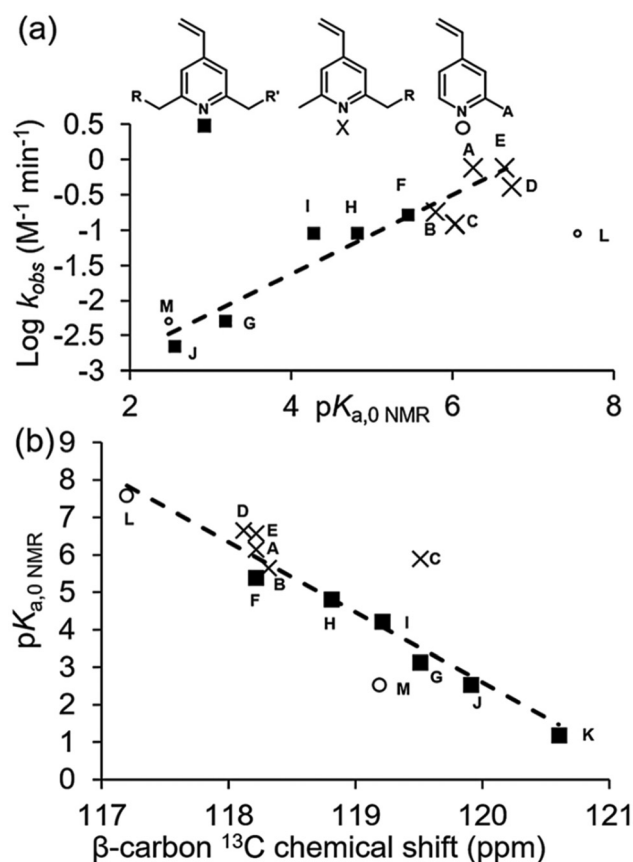 (a)
R N R'
N R
N A
0.5
0
-0.5
-1
-1.5
-2
-2.5
-3
Log kobs (M-1 min-1)
A E
D
F
B C
I H
L
M
J G
2 4 6 8
pKa,0 NMR
(b)
9
8
7
6
5
4
3
2
1
0
pKa,0 NMR
L
D E
A
B
F
C
H I
G
M J
K
117 118 119 120 121
β-carbon 13C chemical shift (ppm)